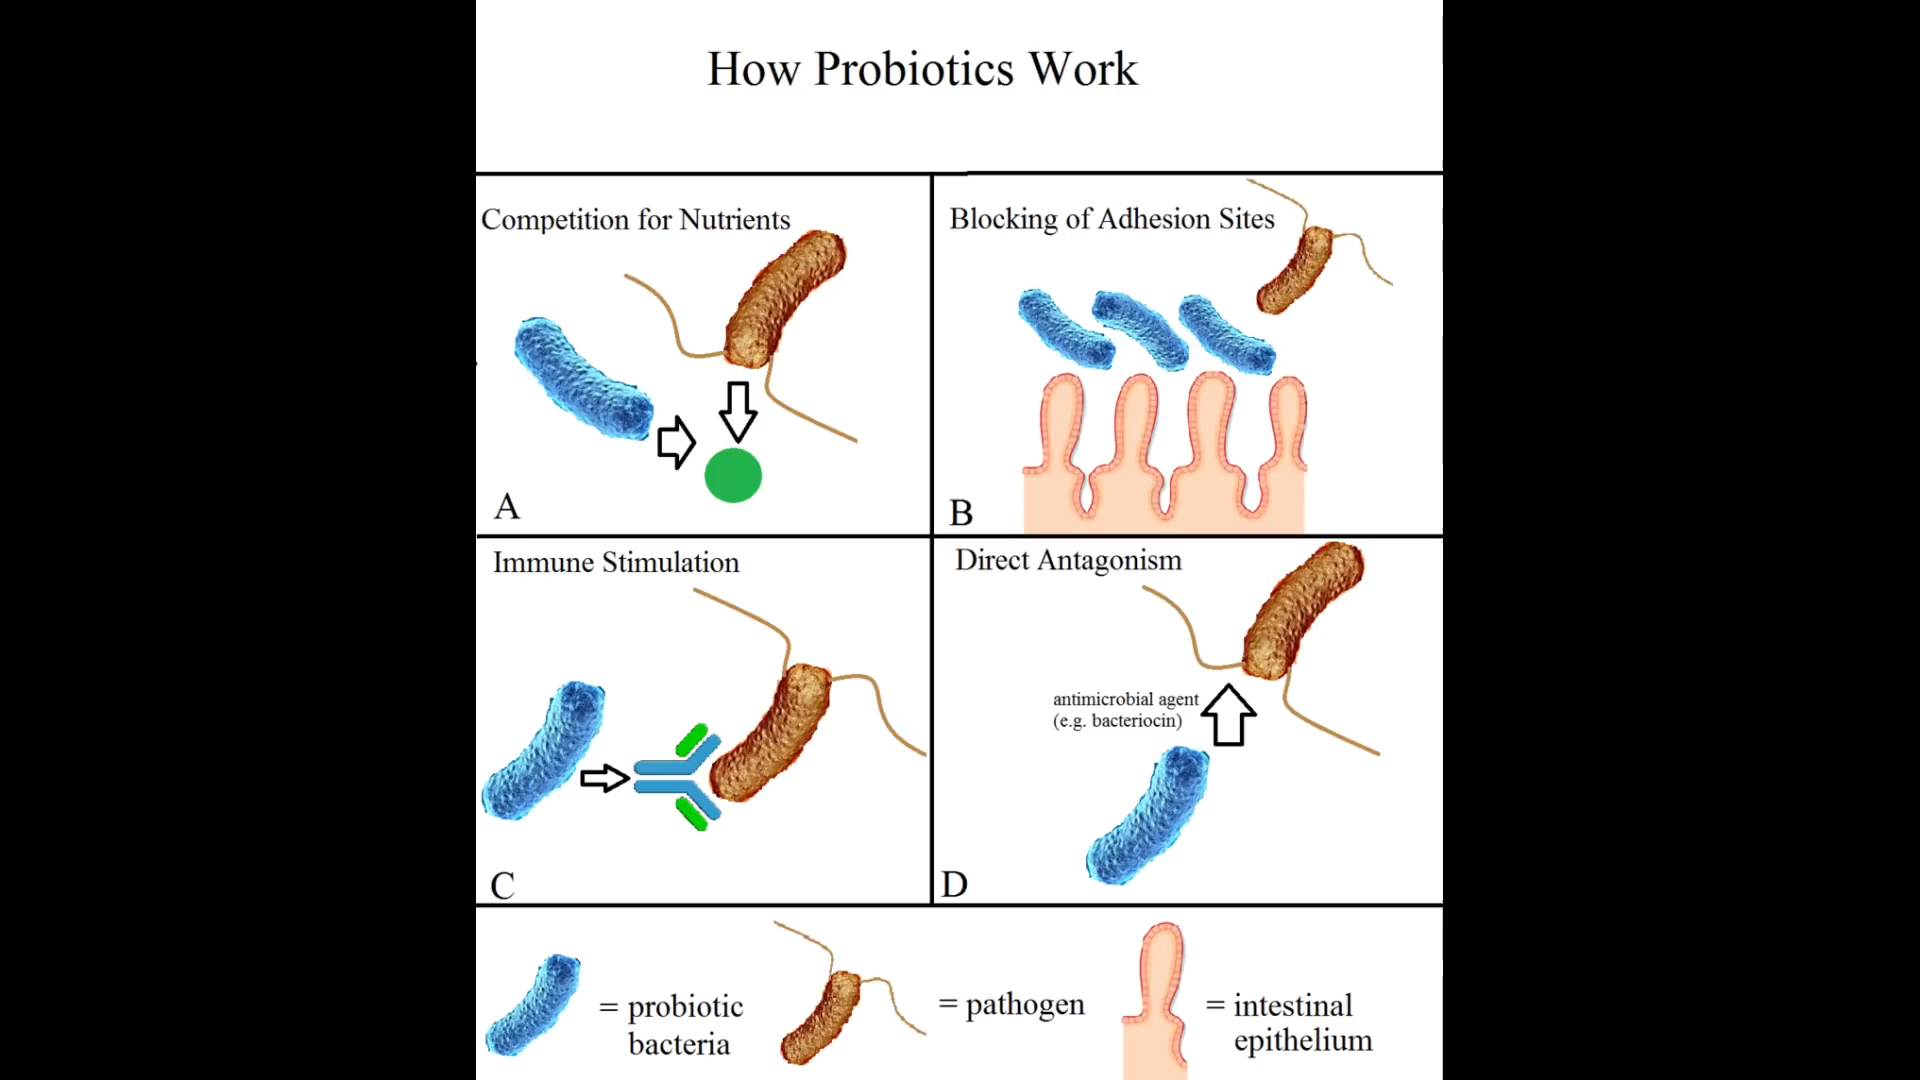 How Probiotics Work
Competition for Nutrients
Blocking of Adhesion Sites
A
B
Immune Stimulation
Direct Antagonism
antimicrobial agent
(e.g. bacteriocin)
C
D
= probiotic
bacteria
= pathogen
= intestinal
epithelium